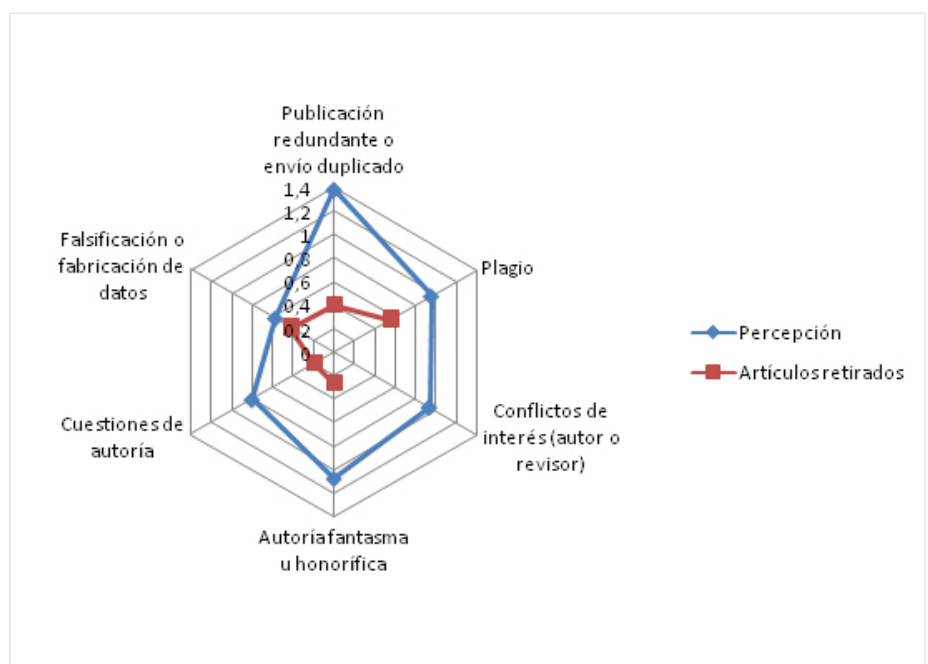 Publicación
redundante o
envío duplicado
1,4
1,2
1
0,8
0,6
0,4
0,2
0
Plagio
Conflictos de
interés (autor o
revisor)
Autoría fantasma
u honorífica
Cuestiones de
autoría
Falsificación o
fabricación de
datos
Percepción
Artículos retirados